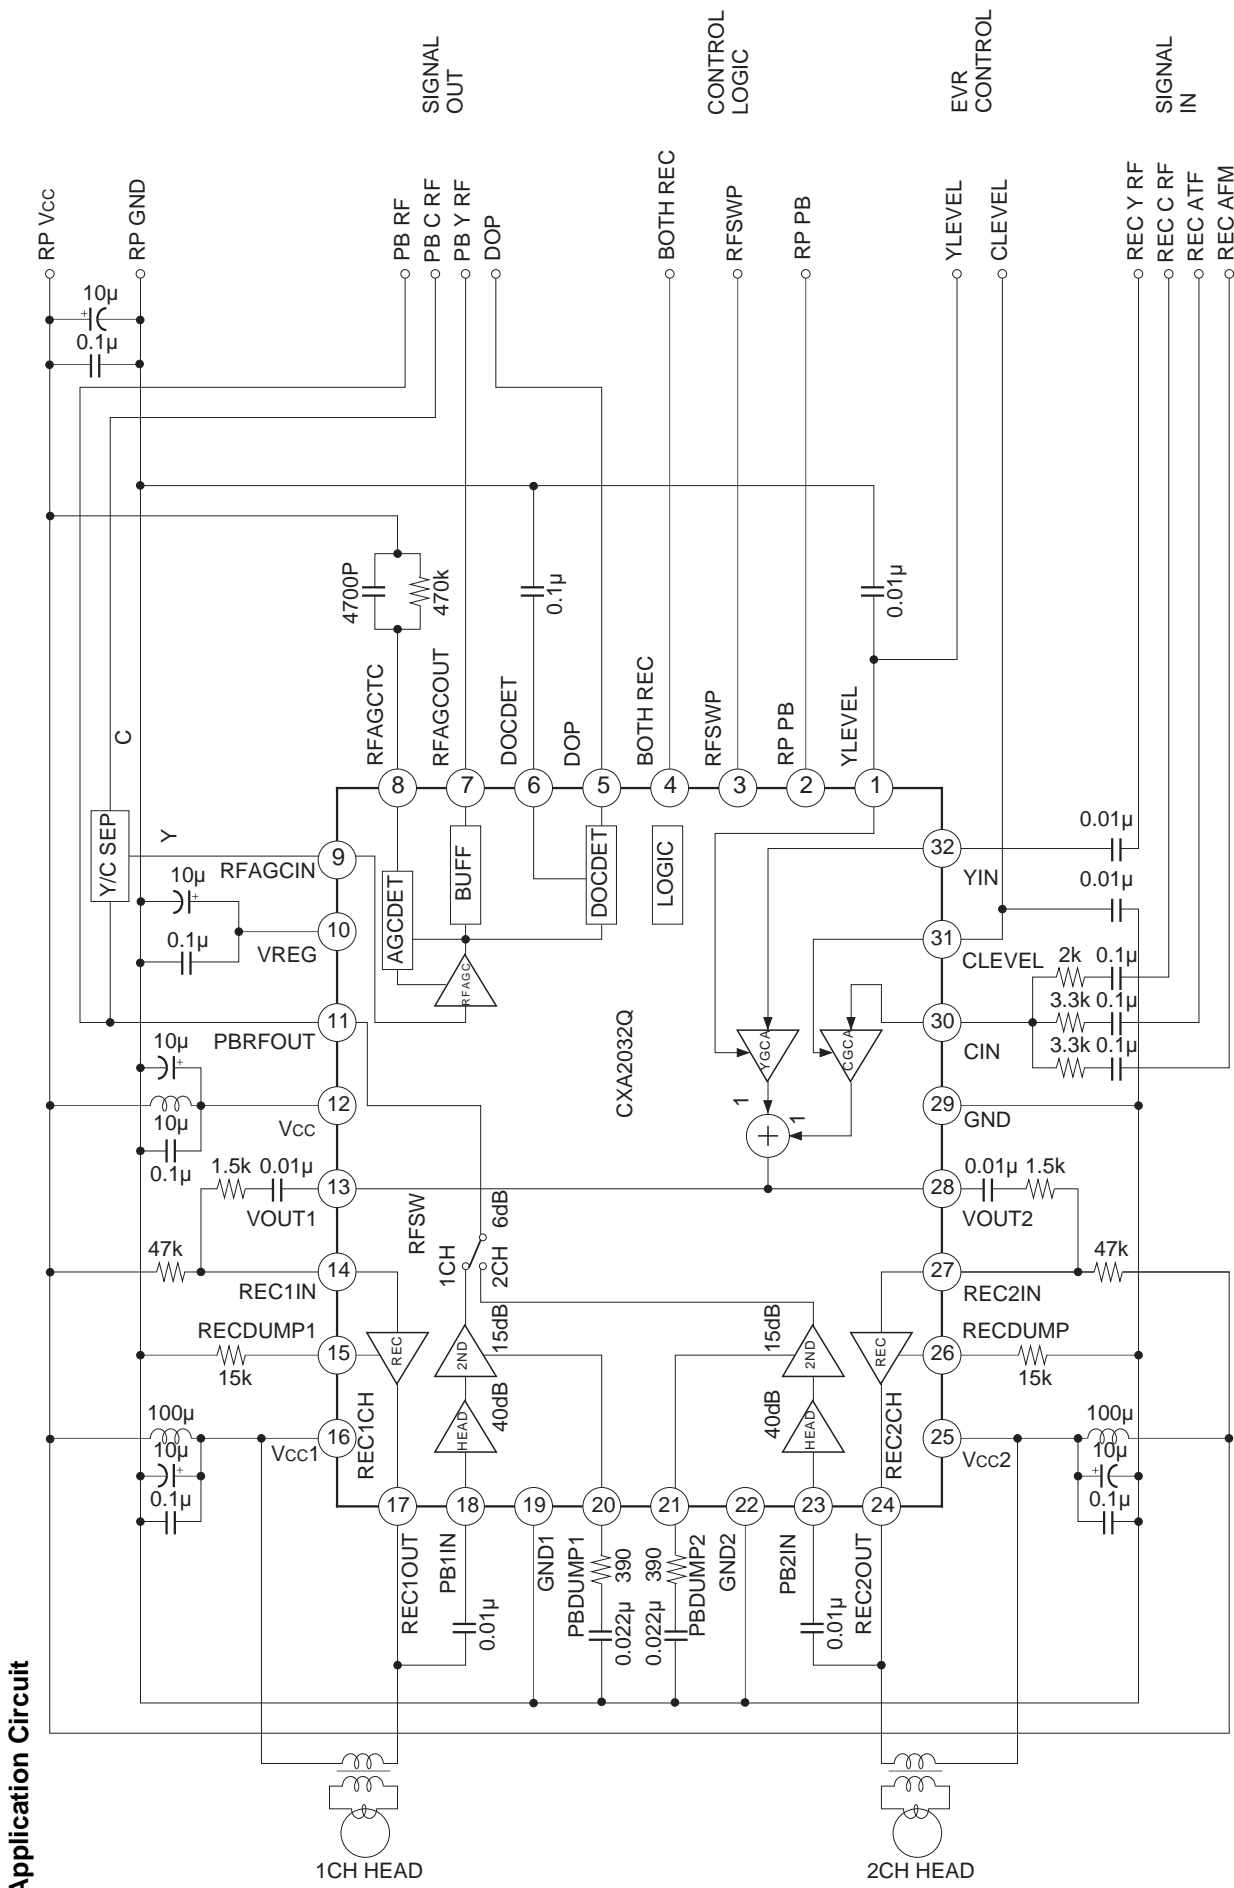 Application Circuit
SIGNAL
OUT
CONTROL
LOGIC
EVR
CONTROL
SIGNAL
IN
RP Vcc
RP GND
PB RF
PB C RF
PB Y RF
DOP
BOTH REC
RFSWP
RP PB
YLEVEL
CLEVEL
REC Y RF
REC C RF
REC ATF
REC AFM
10µ
+
0.1µ
4700P
470k
0.1µ
0.01µ
C
Y/C SEP
Y
RFAGCTC
RFAGCOUT
DOCDET
DOP
BOTH REC
RFSWP
RP PB
YLEVEL
8
7
6
5
4
3
2
1
9
RFAGCIN
10µ
+
0.1µ
10
VREG
11
PBRFOUT
10µ
+
10µ
0.1µ
12
Vcc
1.5k
0.01µ
13
VOUT1
47k
14
REC1IN
RECDUMP1
15
15k
100µ
10µ
+
0.1µ
16
Vcc1
AGCDET
BUFF
DOCDET
LOGIC
RFAGC
CXA2032Q
YGCA
CGCA
1
1
+
RFSW
1CH
2CH
6dB
15dB
15dB
REC
2ND
2ND
REC
40dB
40dB
HEAD
HEAD
REC1CH
REC2CH
32
YIN
0.01µ
0.01µ
31
CLEVEL
2k
0.1µ
3.3k
0.1µ
3.3k
0.1µ
30
CIN
29
GND
0.01µ
1.5k
28
VOUT2
47k
27
REC2IN
RECDUMP
26
15k
100µ
10µ
+
0.1µ
25
Vcc2
17
18
19
20
21
22
23
24
REC1OUT
PB1IN
GND1
PBDUMP1
390
390
PBDUMP2
GND2
PB2IN
REC2OUT
0.01µ
0.022µ
0.022µ
0.01µ
1CH HEAD
2CH HEAD